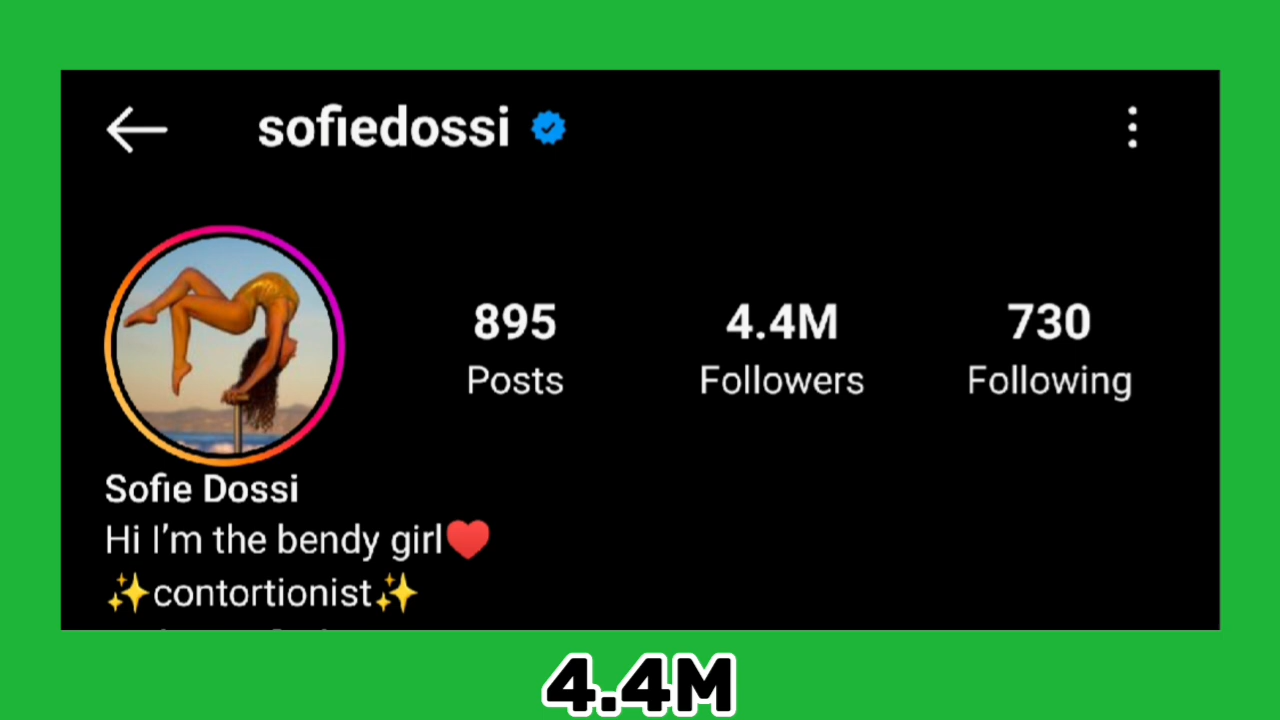 sofiedossi
895 4.4M 730
Posts Followers Following
Sofie Dossi
Hi I'm the bendy girl♥️
✨contortionist✨
4.4M